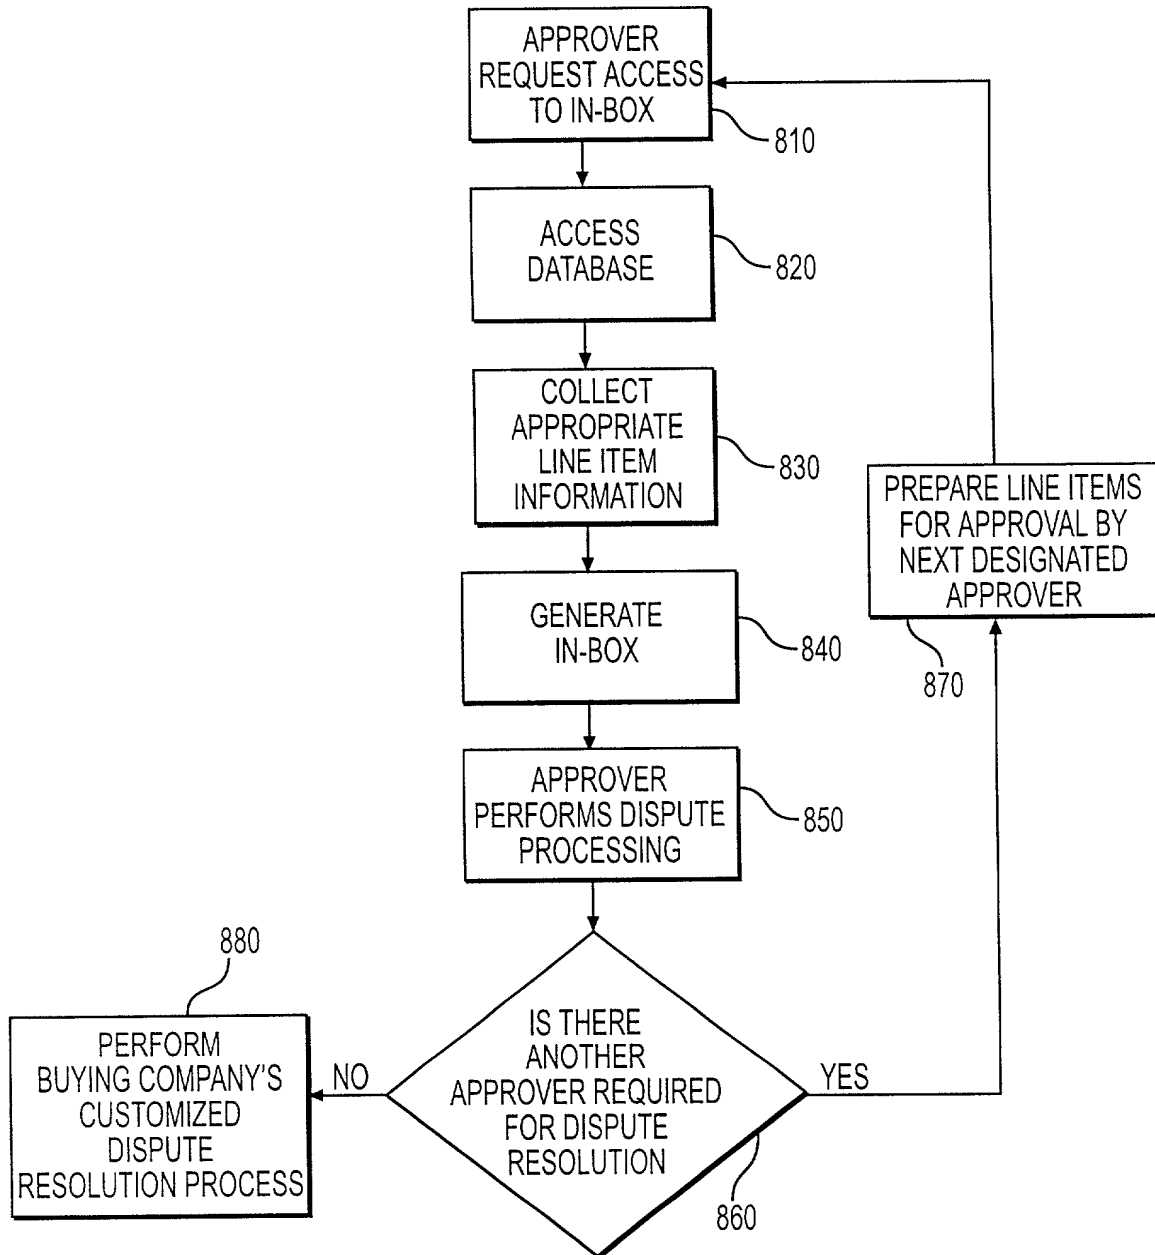 APPROVER
REQUEST ACCESS
TO IN-BOX
810
ACCESS
DATABASE
820
COLLECT
APPROPRIATE
LINE ITEM
INFORMATION
830
PREPARE LINE ITEMS
FOR APPROVAL BY
NEXT DESIGNATED
APPROVER
870
GENERATE
IN-BOX
840
APPROVER
PERFORMS DISPUTE
PROCESSING
850
IS THERE
ANOTHER
APPROVER REQUIRED
FOR DISPUTE
RESOLUTION
860
YES
NO
880
PERFORM
BUYING COMPANY'S
CUSTOMIZED
DISPUTE
RESOLUTION PROCESS